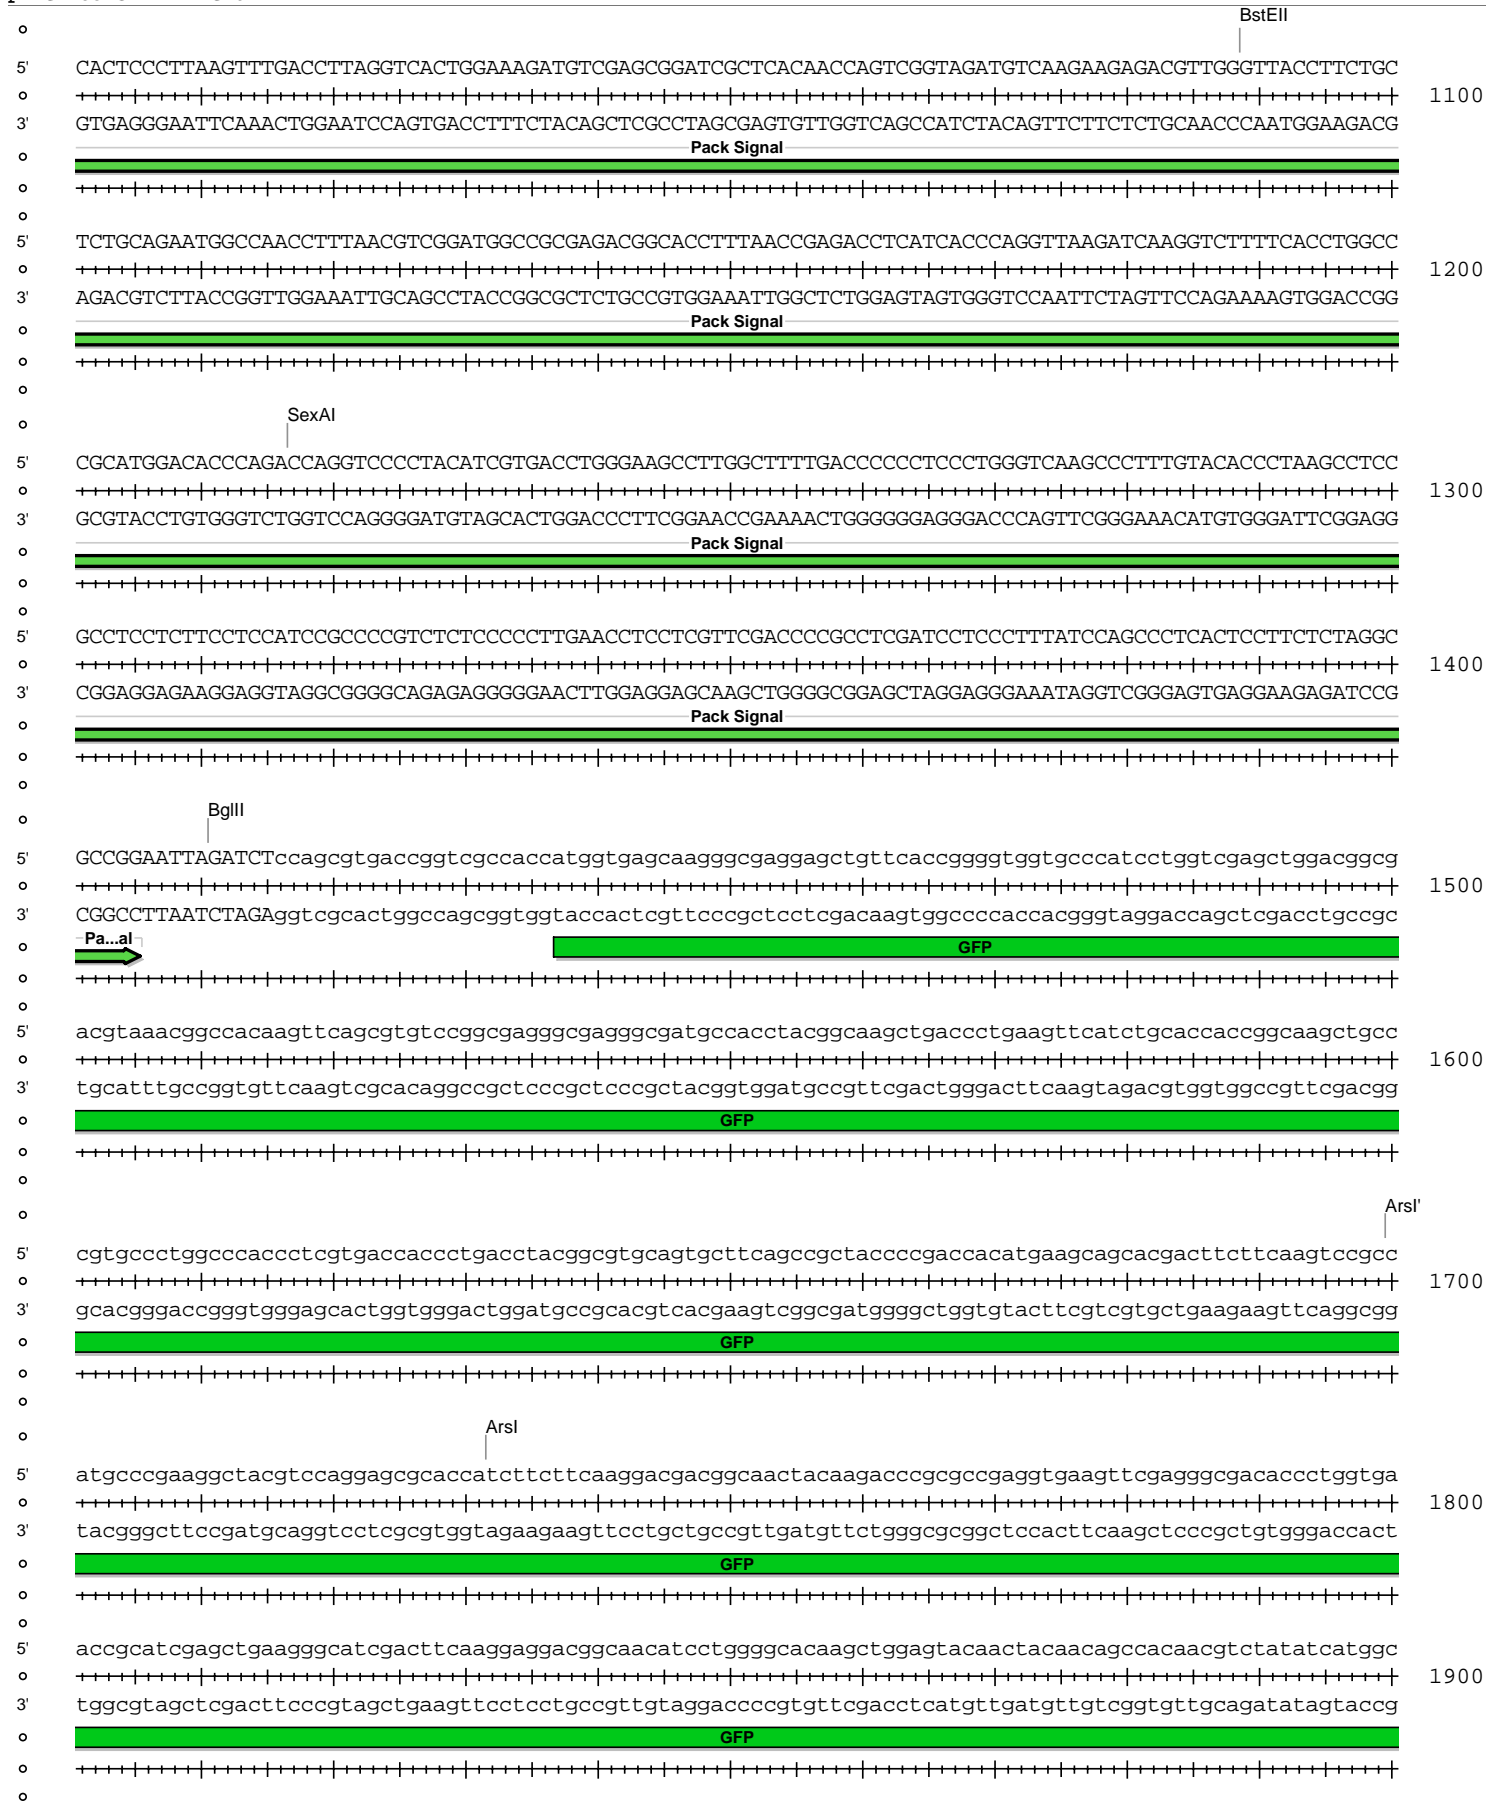 BstEII
5' CACTCCCTTAAGTTTGACCTTAGGTCACTGGAAAGATGTCGAGCGGATCGCTCACAACCAGTCGGTAGATGTCAAGAAGAGACGTTGGGTTACCTTCTGC
1100
3' GTGAGGGAATTCAAACTGGAATCCAGTGACCTTTCTACAGCTCGCCTAGCGAGTGTTGGTCAGCCATCTACAGTTCTTCTCTGCAACCCAATGGAAGACG
Pack Signal
5' TCTGCAGAATGGCCAACCTTTAACGTCGGATGGCCGCGAGACGGCACCTTTAACCGAGACCTCATCACCCAGGTTAAGATCAAGGTCTTTTCACCTGGCC
1200
3' AGACGTCTTACCGGTTGGAAATTGCAGCCTACCGGCGCTCTGCCGTGGAAATTGGCTCTGGAGTAGTGGGTCCAATTCTAGTTCCAGAAAAGTGGACCGG
Pack Signal
SexAI
5' CGCATGGACACCCAGACCAGGTCCCCTACATCGTGACCTGGGAAGCCTTGGCTTTTGACCCCCCTCCCTGGGTCAAGCCCTTTGTACACCCTAAGCCTCC
1300
3' GCGTACCTGTGGGTCTGGTCCAGGGGATGTAGCACTGGACCCTTCGGAACCGAAAACTGGGGGGAGGGACCCAGTTCGGGAAACATGTGGGATTCGGAGG
Pack Signal
5' GCCTCCTCTTCCTCCATCCGCCCCGTCTCTCCCCCTTGAACCTCCTCGTTCGACCCCGCCTCGATCCTCCCTTTATCCAGCCCTCACTCCTTCTCTAGGC
1400
3' CGGAGGAGAAGGAGGTAGGCGGGGCAGAGAGGGGGAACTTGGAGGAGCAAGCTGGGGCGGAGCTAGGAGGGAAATAGGTCGGGAGTGAGGAAGAGATCCG
Pack Signal
BglII
5' GCCGGAATTAGATCTccagcgtgaccggtcgccaccatggtgagcaagggcgaggagctgttcaccggggtggtgcccatcctggtcgagctggacggcg
1500
3' CGGCCTTAATCTAGAggtcgcactggccagcggtggtaccactcgttcccgctcctcgacaagtggccccaccacgggtaggaccagctcgacctgccgc
Pa...al
GFP
5' acgtaaacggccacaagttcagcgtgtccggcgagggcgagggcgatgccacctacggcaagctgaccctgaagttcatctgcaccaccggcaagctgcc
1600
3' tgcatttgccggtgttcaagtcgcacaggccgctcccgctcccgctacggtggatgccgttcgactgggacttcaagtagacgtggtggccgttcgacgg
GFP
ArsI'
5' cgtgccctggcccaccctcgtgaccaccctgacctacggcgtgcagtgcttcagccgctaccccgaccacatgaagcagcacgacttcttcaagtccgcc
1700
3' gcacgggaccgggtgggagcactggtgggactggatgccgcacgtcacgaagtcggcgatggggctggtgtacttcgtcgtgctgaagaagttcaggcgg
GFP
ArsI
5' atgcccgaaggctacgtccaggagcgcaccatcttcttcaaggacgacggcaactacaagacccgcgccgaggtgaagttcgagggcgacaccctggtga
1800
3' tacgggcttccgatgcaggtcctcgcgtggtagaagaagttcctgctgccgttgatgttctgggcgcggctccacttcaagctcccgctgtgggaccact
GFP
5' accgcatcgagctgaagggcatcgacttcaaggaggacggcaacatcctggggcacaagctggagtacaactacaacagccacaacgtctatatcatggc
1900
3' tggcgtagctcgacttcccgtagctgaagttcctcctgccgttgtaggaccccgtgttcgacctcatgttgatgttgtcggtgttgcagatatagtaccg
GFP